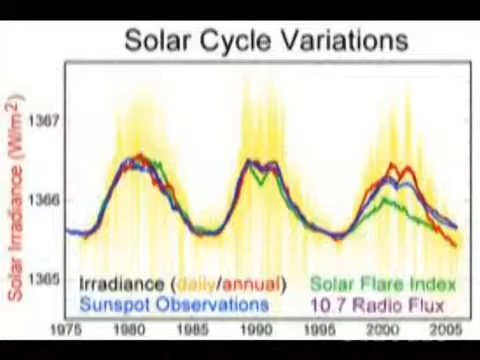 Solar Cycle Variations
Solar Irradiance (W/m²)
1367
1366
1365
Irradiance (daily/annual)
Solar Flare Index
Sunspot Observations
10.7 Radio Flux
1975 1980 1985 1990 1995 2000 2005